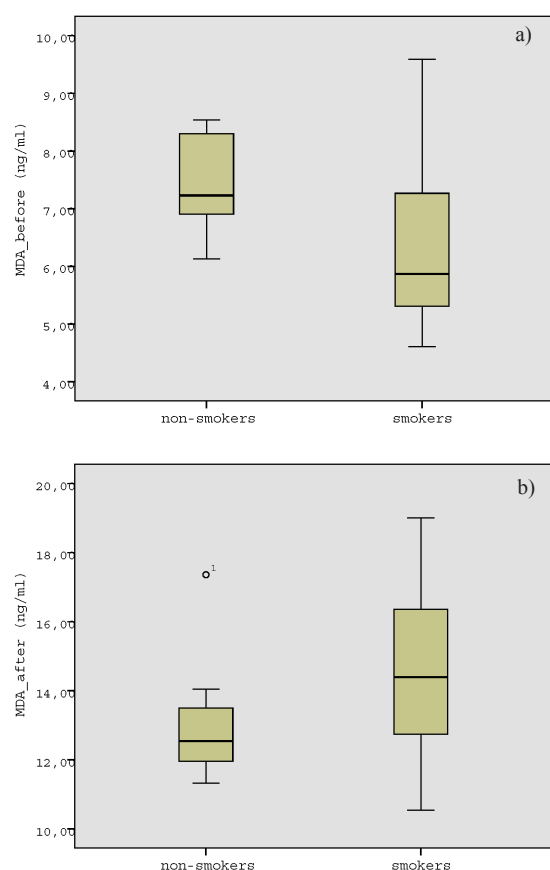 a)
MDA_before (ng/ml)
10,00
9,00
8,00
7,00
6,00
5,00
4,00
non-smokers smokers
b)
MDA_after (ng/ml)
20,00
18,00
16,00
14,00
12,00
10,00
1
non-smokers smokers